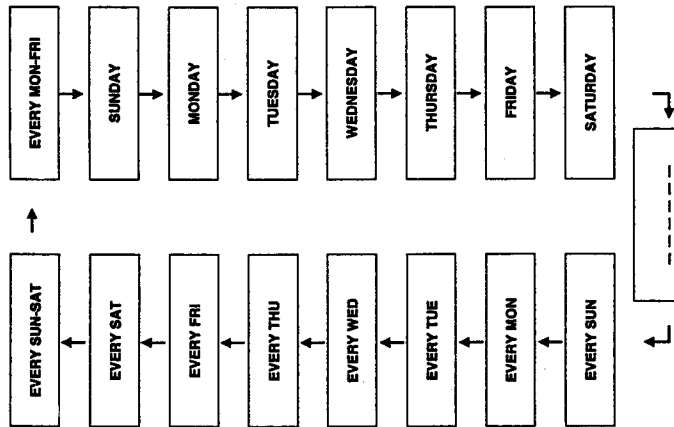 EVERY MON-FRI
SUNDAY
MONDAY
TUESDAY
WEDNESDAY
THURSDAY
FRIDAY
SATURDAY
EVERY SUN-SAT
EVERY SAT
EVERY FRI
EVERY THU
EVERY WED
EVERY TUE
EVERY MON
EVERY SUN